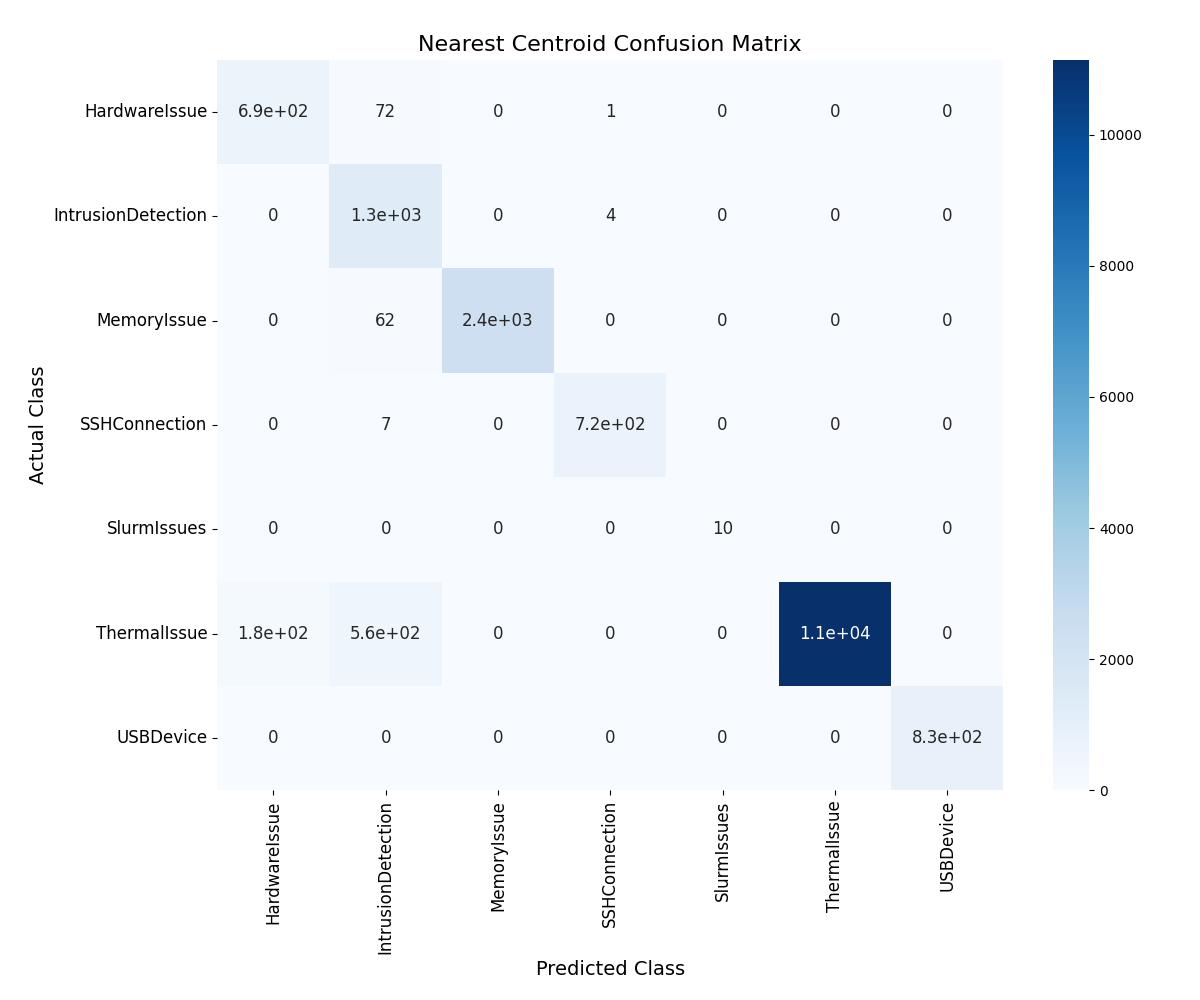 Nearest Centroid Confusion Matrix
HardwareIssue 6.9e+02 72 0 1 0 0 0
IntrusionDetection 0 1.3e+03 0 4 0 0 0
MemoryIssue 0 62 2.4e+03 0 0 0 0
SSHConnection 0 7 0 7.2e+02 0 0 0
SlurmIssues 0 0 0 0 10 0 0
ThermalIssue 1.8e+02 5.6e+02 0 0 0 1.1e+04 0
USBDevice 0 0 0 0 0 0 8.3e+02
Actual Class
HardwareIssue
IntrusionDetection
MemoryIssue
SSHConnection
SlurmIssues
ThermalIssue
USBDevice
Predicted Class
10000
8000
6000
4000
2000
0